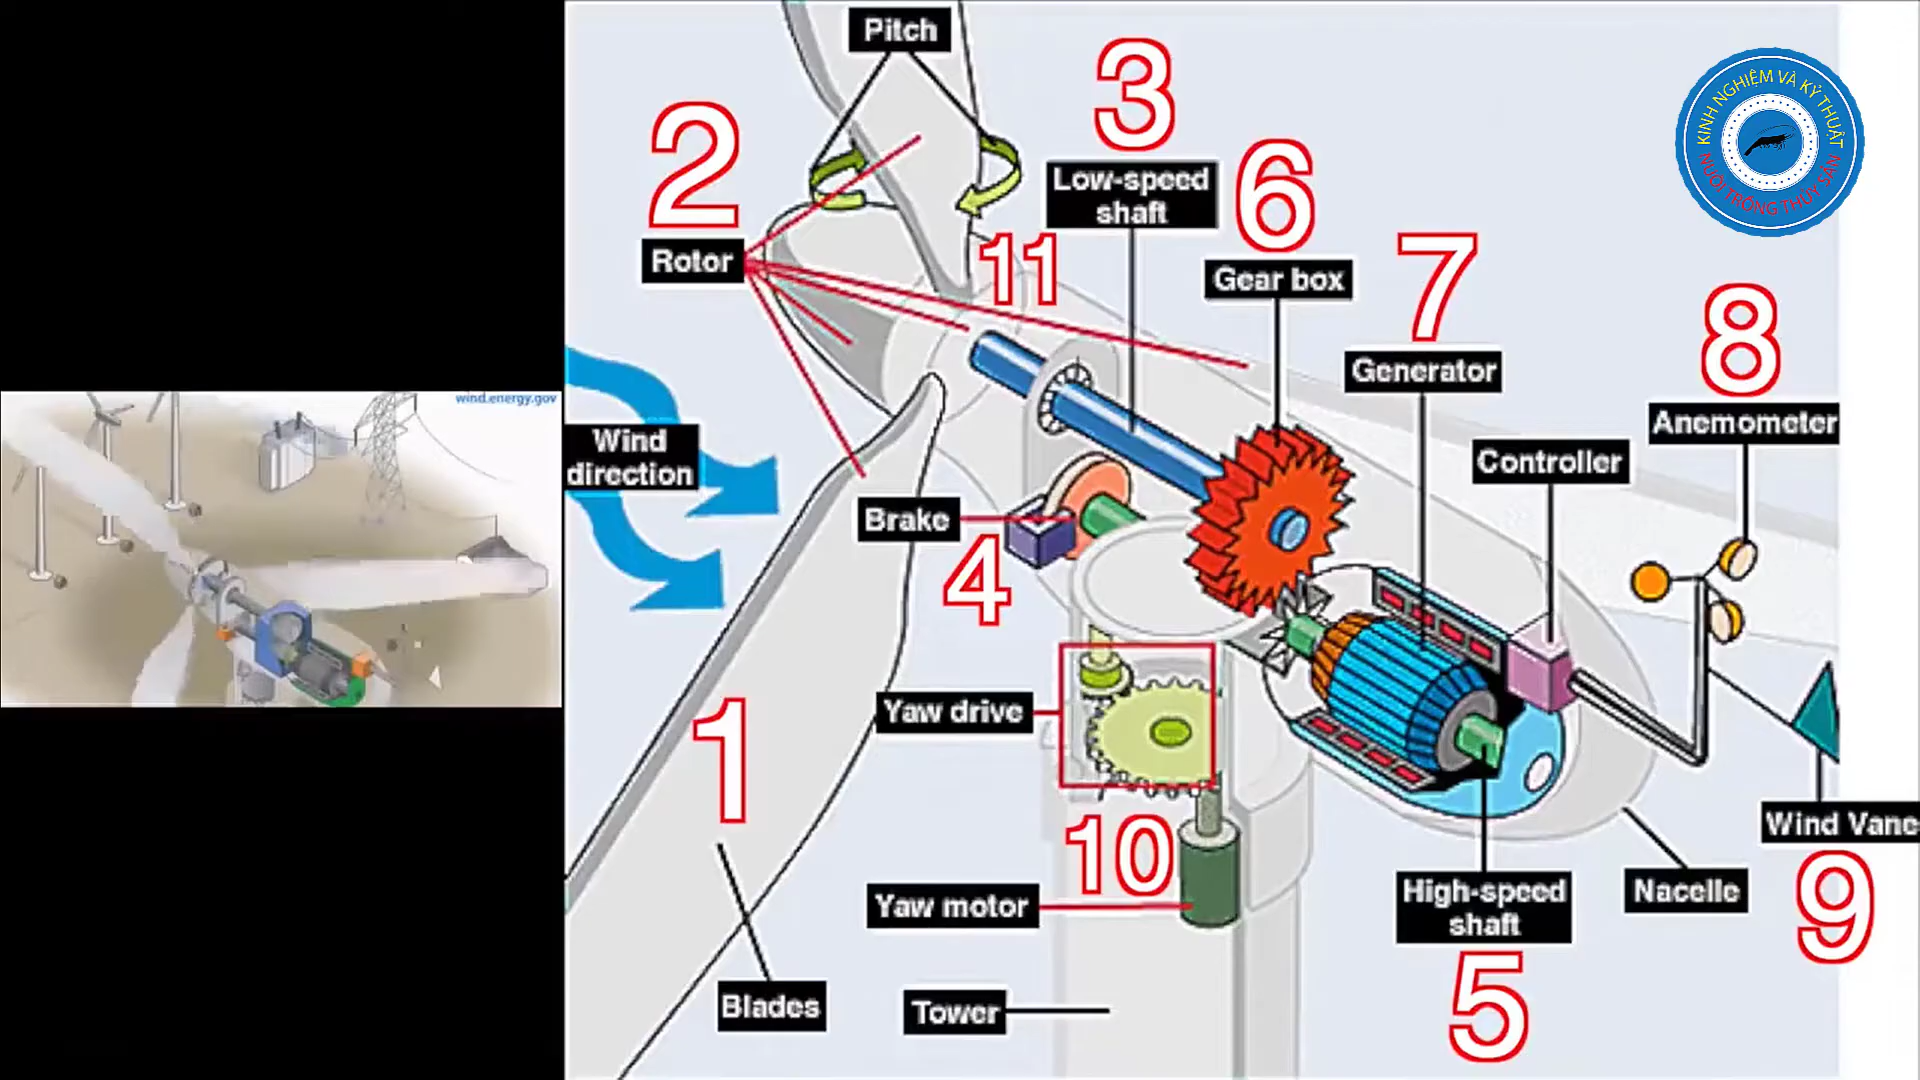 Pitch
3
2
Low-speed
shaft
6
Rotor
11
Gear box
7
8
Generator
Anemometer
wind.energy.gov
Wind
direction
Controller
Brake
4
1
Yaw drive
10
Wind Vane
Yaw motor
High-speed
shaft
Nacelle
9
5
Blades
Tower
KINH NGHIỆM VÀ KỸ THUẬT
NUÔI TRỒNG THỦY SẢN